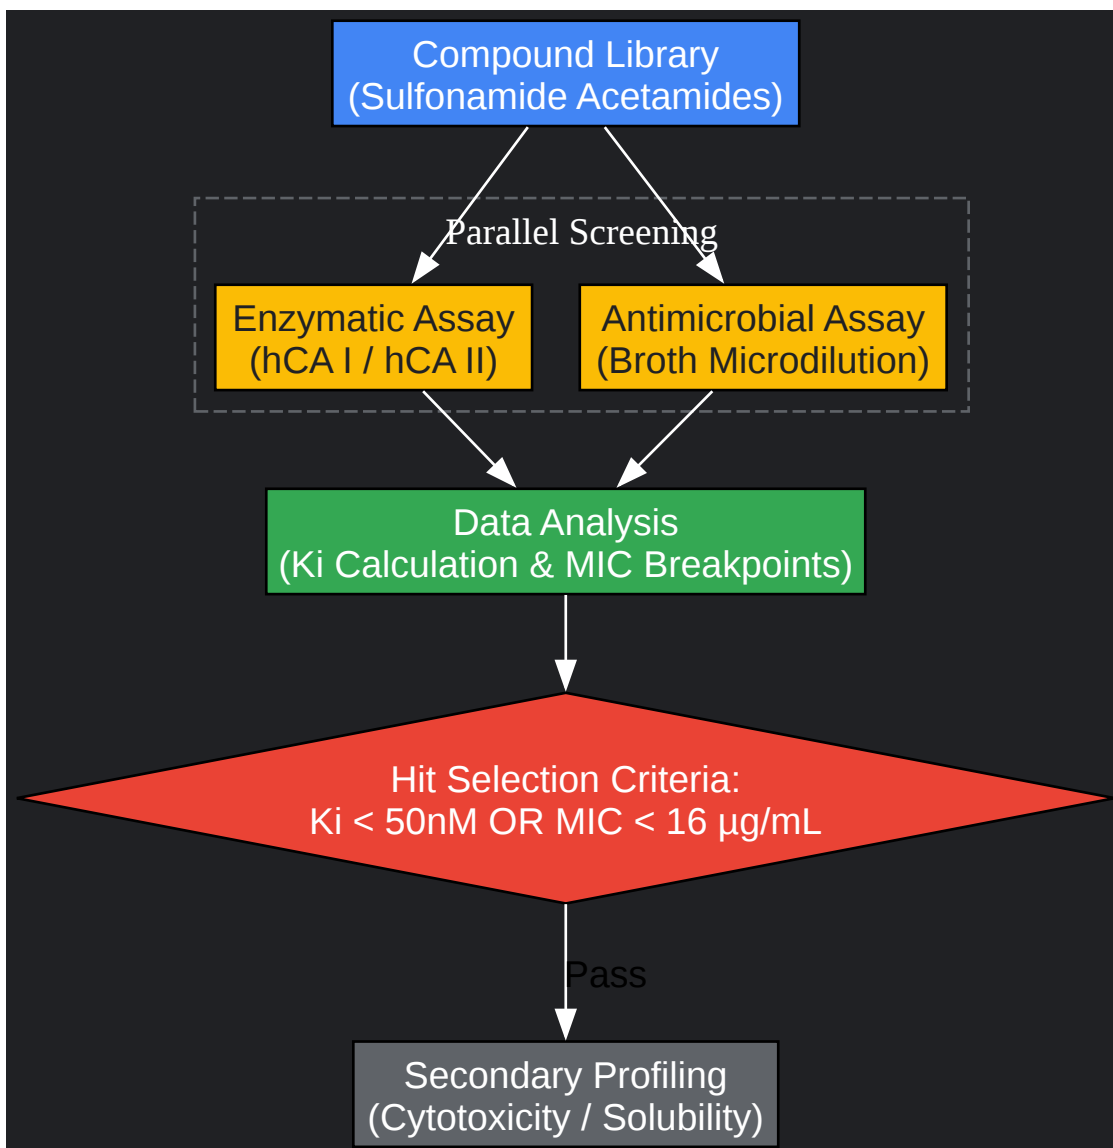 Compound Library
(Sulfonamide Acetamides)
Parallel Screening
Enzymatic Assay
(hCA I / hCA II)
Antimicrobial Assay
(Broth Microdilution)
Data Analysis
(Ki Calculation & MIC Breakpoints)
Hit Selection Criteria:
Ki < 50nM OR MIC < 16 µg/mL
Pass
Secondary Profiling
(Cytotoxicity / Solubility)